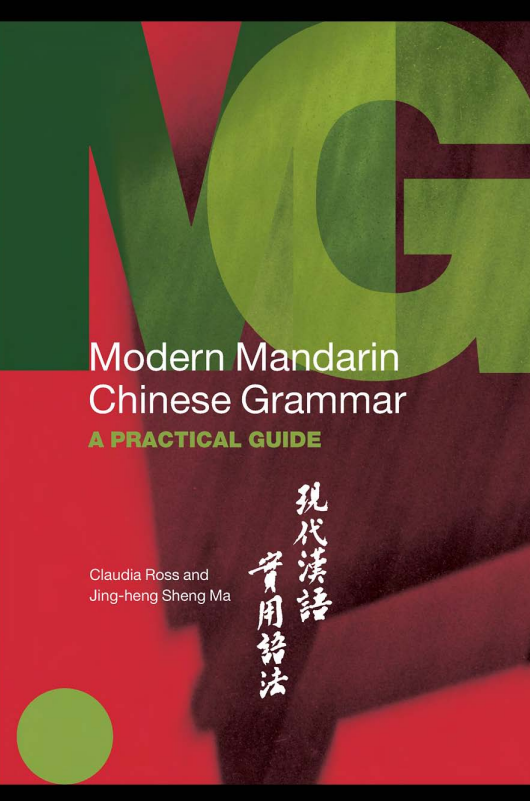 MG
Modern Mandarin
Chinese Grammar
A PRACTICAL GUIDE
現代漢語
實用語法
Claudia Ross and
Jing-heng Sheng Ma